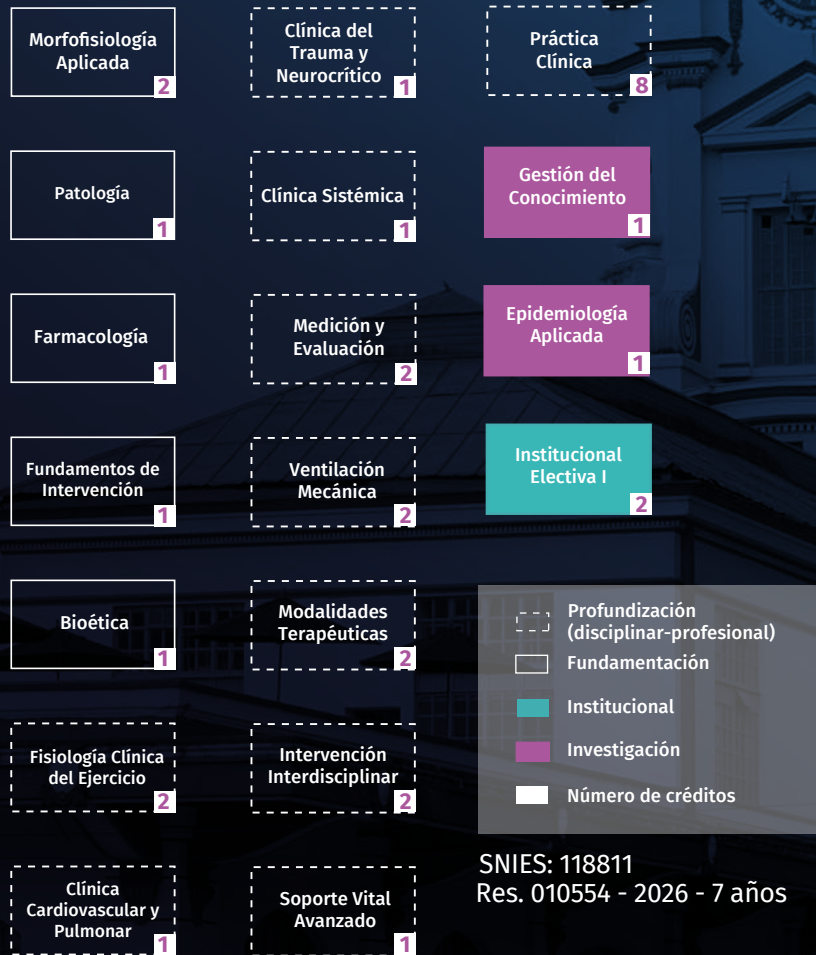 Morfofisiología
Aplicada
2
Patología
1
Farmacología
1
Fundamentos de
Intervención
1
Bioética
1
Fisiología Clínica
del Ejercicio
2
Clínica
Cardiovascular y
Pulmonar
1
Clínica del
Trauma y
Neurocrítico
1
Clínica Sistémica
1
Medición y
Evaluación
2
Ventilación
Mecánica
2
Modalidades
Terapéuticas
2
Intervención
Interdisciplinar
2
Soporte Vital
Avanzado
1
Práctica
Clínica
8
Gestión del
Conocimiento
1
Epidemiología
Aplicada
1
Institucional
Electiva I
2
Profundización
(disciplinar-profesional)
Fundamentación
Institucional
Investigación
Número de créditos
SNIES: 118811
Res. 010554 - 2026 - 7 años